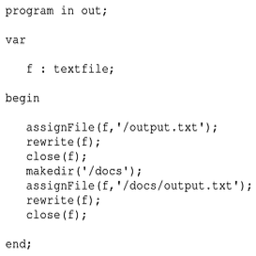 program in out;
var
f : textfile;
begin
assignFile(f,'/output.txt');
rewrite(f);
close(f);
makedir('/docs');
assignFile(f,'/docs/output.txt');
rewrite(f);
close(f);
end;